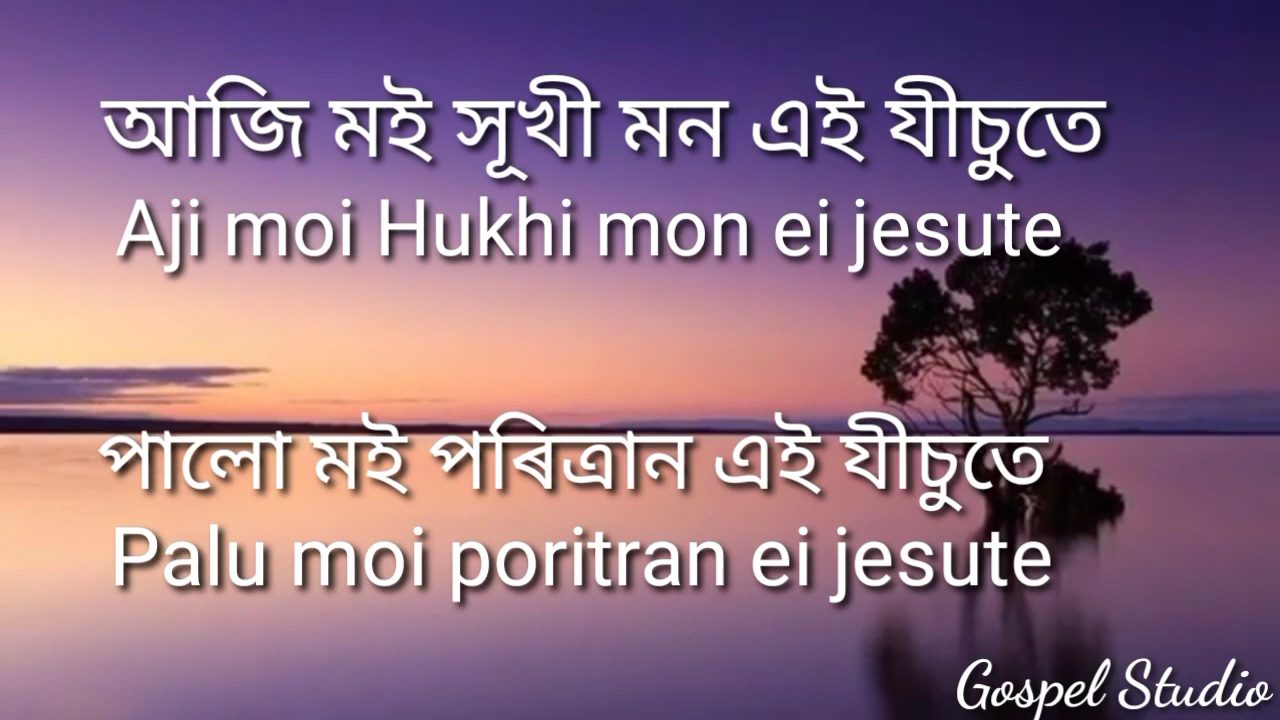 আজি মই সূখী মন এই যীচুতে
Aji moi Hukhi mon ei jesute
পালো মই পৰিত্ৰান এই যীচুতে
Palu moi poritran ei jesute
Gospel Studio